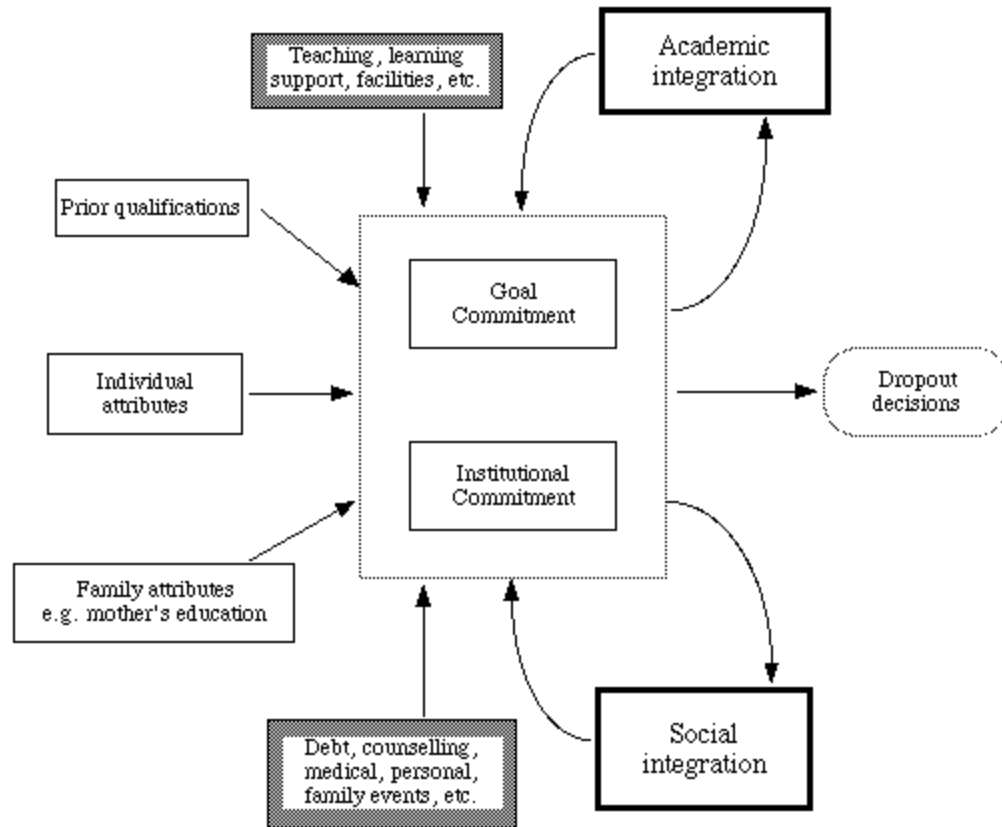 Teaching, learning
support, facilities, etc.
Academic
integration
Prior qualifications
Goal
Commitment
Individual
attributes
Dropout
decisions
Institutional
Commitment
Family attributes
e.g. mother's education
Debt, counselling,
medical, personal,
family events, etc.
Social
integration